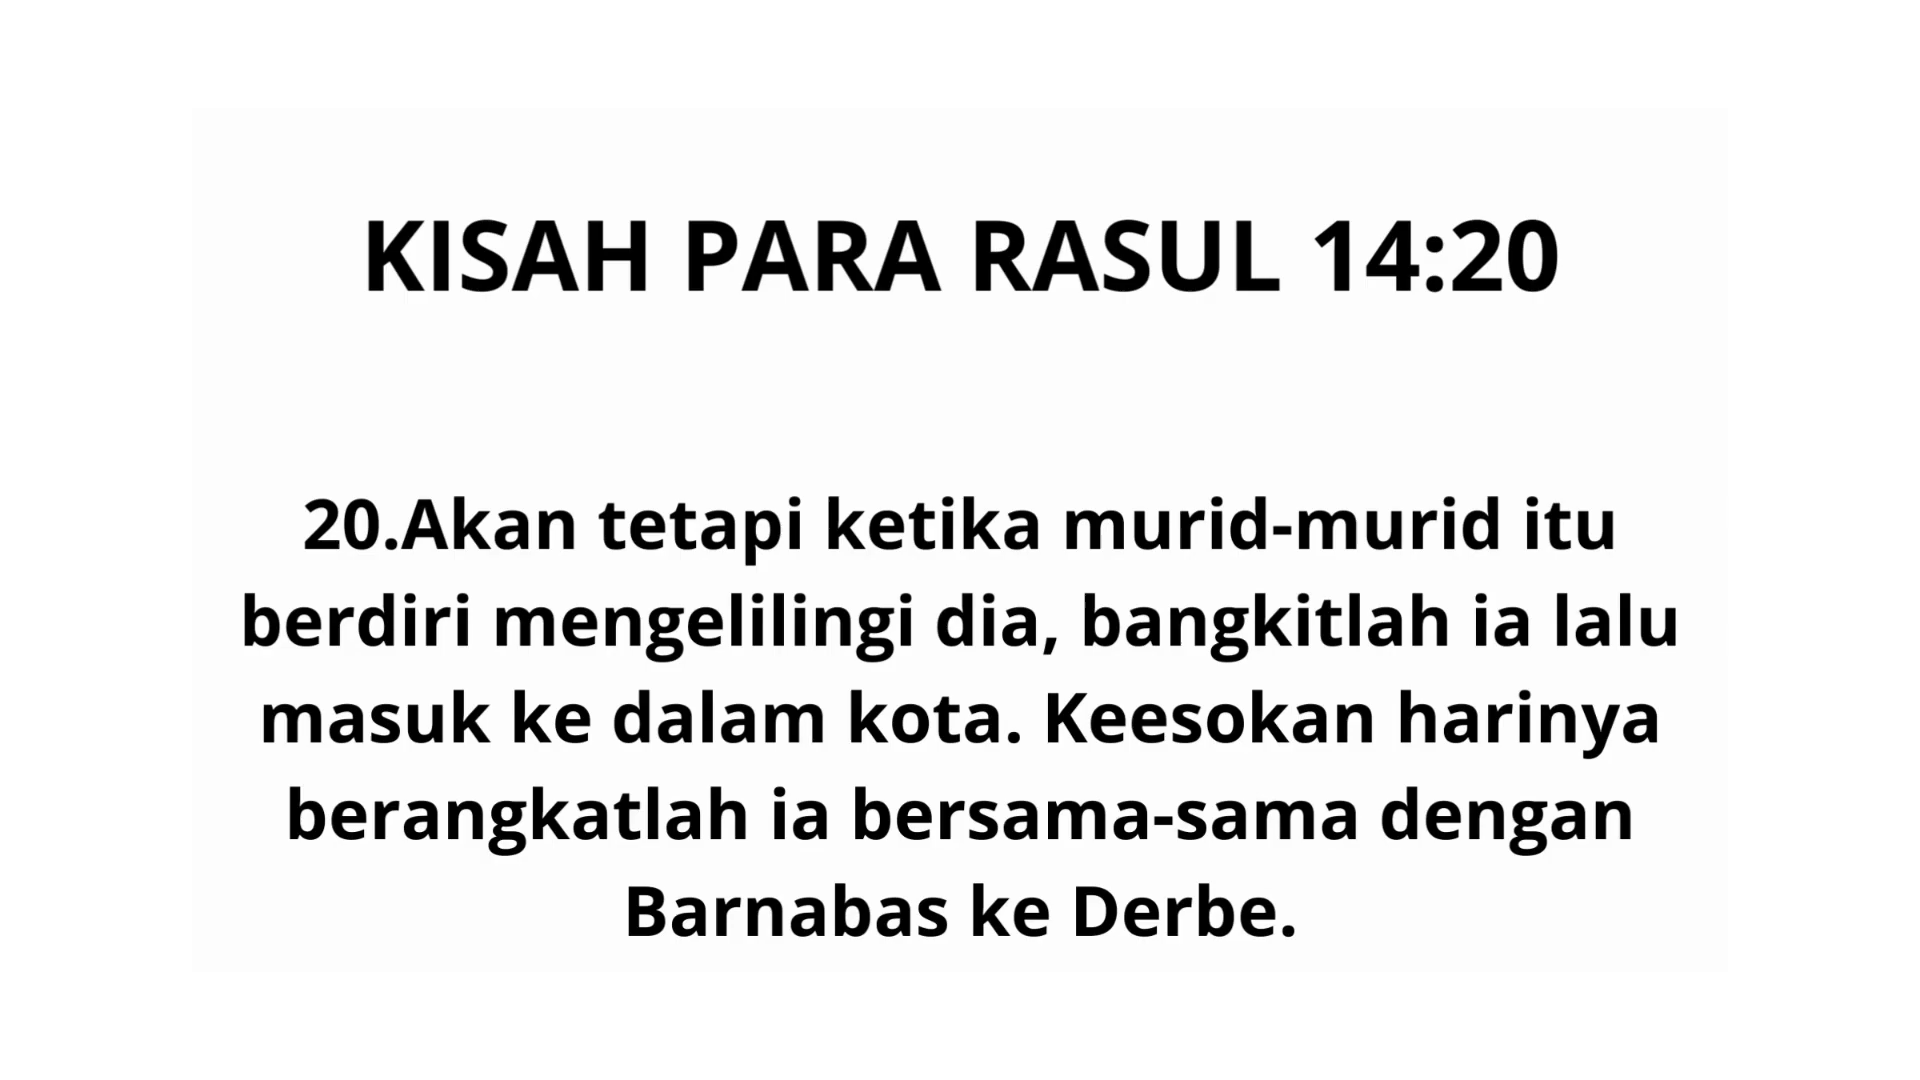 KISAH PARA RASUL 14:20
20.Akan tetapi ketika murid-murid itu
berdiri mengelilingi dia, bangkitlah ia lalu
masuk ke dalam kota. Keesokan harinya
berangkatlah ia bersama-sama dengan
Barnabas ke Derbe.